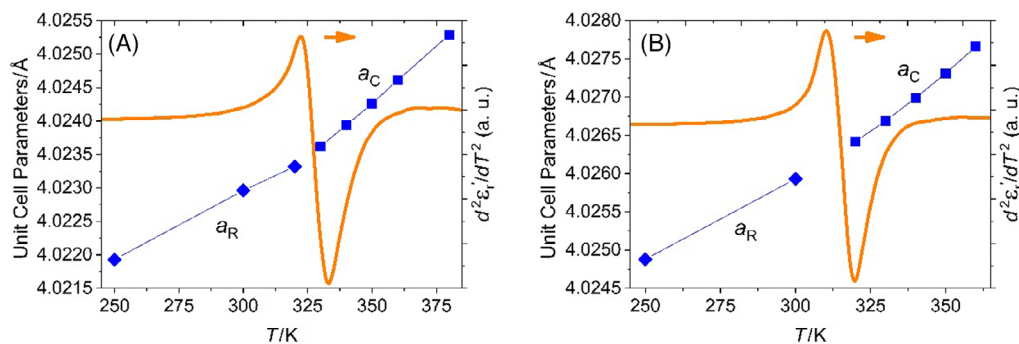 (A)
4.0255
4.0250
4.0245
4.0240
4.0235
4.0230
4.0225
4.0220
4.0215
Unit Cell Parameters/Å
a_C
a_R
250 275 300 325 350 375
T/K
d²ε_r'/dT² (a. u.)
(B)
4.0280
4.0275
4.0270
4.0265
4.0260
4.0255
4.0250
4.0245
Unit Cell Parameters/Å
a_C
a_R
250 275 300 325 350
T/K
d²ε_r'/dT² (a. u.)